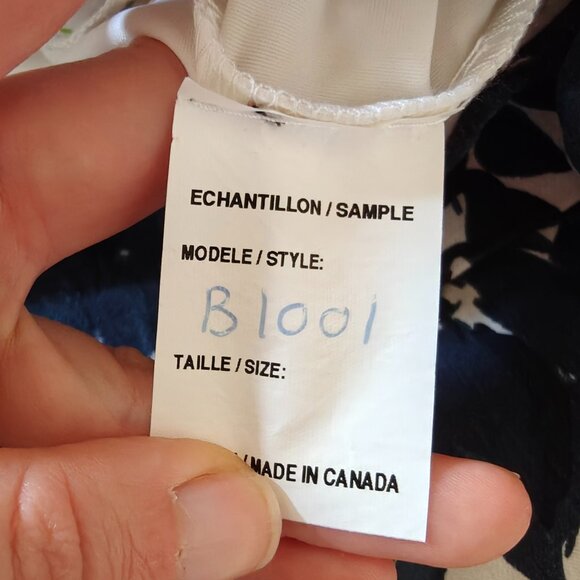 ECHANTILLON / SAMPLE
MODELE / STYLE:
B1001
TAILLE / SIZE:
/ MADE IN CANADA